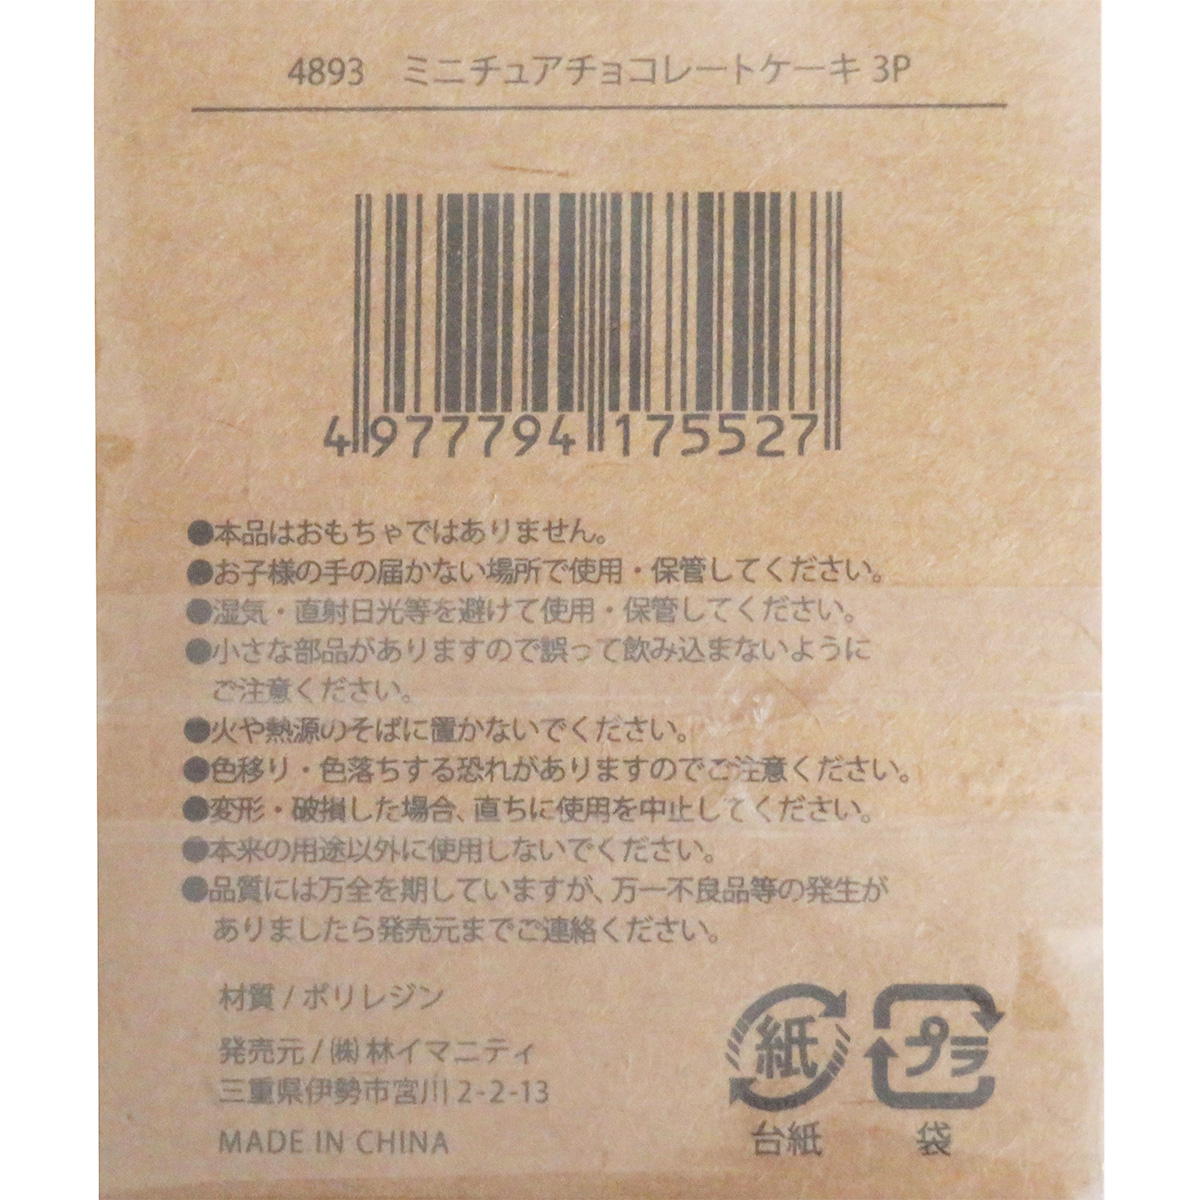 4893 ミニチュアチョコレートケーキ 3P
4 977794 175527
●本品はおもちゃではありません。
●お子様の手の届かない場所で使用・保管してください。
●湿気・直射日光等を避けて使用・保管してください。
●小さな部品がありますので誤って飲み込まないように
ご注意ください。
●火や熱源のそばに置かないでください。
●色移り・色落ちする恐れがありますのでご注意ください。
●変形・破損した場合、直ちに使用を中止してください。
●本来の用途以外に使用しないでください。
●品質には万全を期していますが、万一不良品等の発生が
ありましたら発売元までご連絡ください。
材質 / ポリレジン
発売元 / ㈱ 林イマニティ
三重県伊勢市宮川 2-2-13
MADE IN CHINA
紙 プラ
台紙 袋